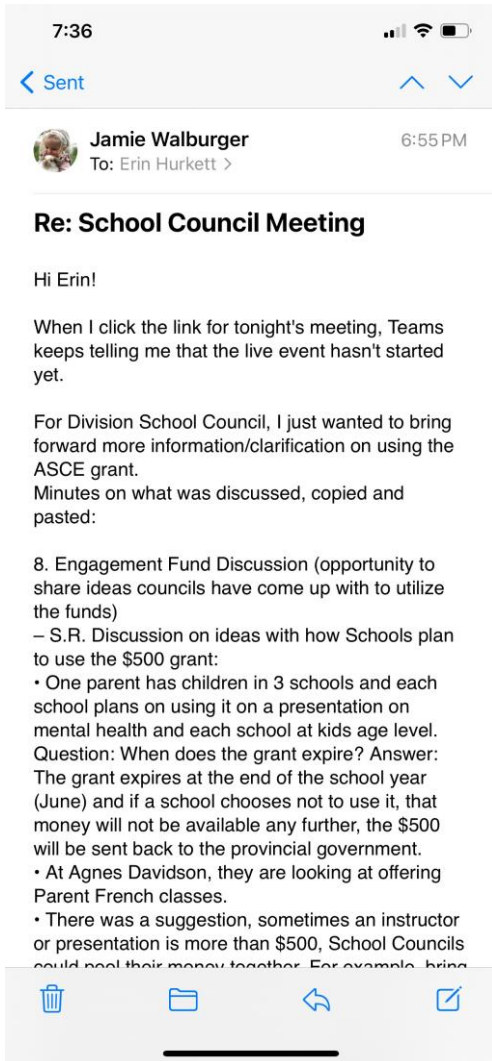 7:36
Sent
Jamie Walburger
6:55 PM
To: Erin Hurkett >
Re: School Council Meeting
Hi Erin!
When I click the link for tonight's meeting, Teams
keeps telling me that the live event hasn't started
yet.
For Division School Council, I just wanted to bring
forward more information/clarification on using the
ASCE grant.
Minutes on what was discussed, copied and
pasted:
8. Engagement Fund Discussion (opportunity to
share ideas councils have come up with to utilize
the funds)
– S.R. Discussion on ideas with how Schools plan
to use the $500 grant:
• One parent has children in 3 schools and each
school plans on using it on a presentation on
mental health and each school at kids age level.
Question: When does the grant expire? Answer:
The grant expires at the end of the school year
(June) and if a school chooses not to use it, that
money will not be available any further, the $500
will be sent back to the provincial government.
• At Agnes Davidson, they are looking at offering
Parent French classes.
• There was a suggestion, sometimes an instructor
or presentation is more than $500, School Councils
could pool their money together. For example, bring